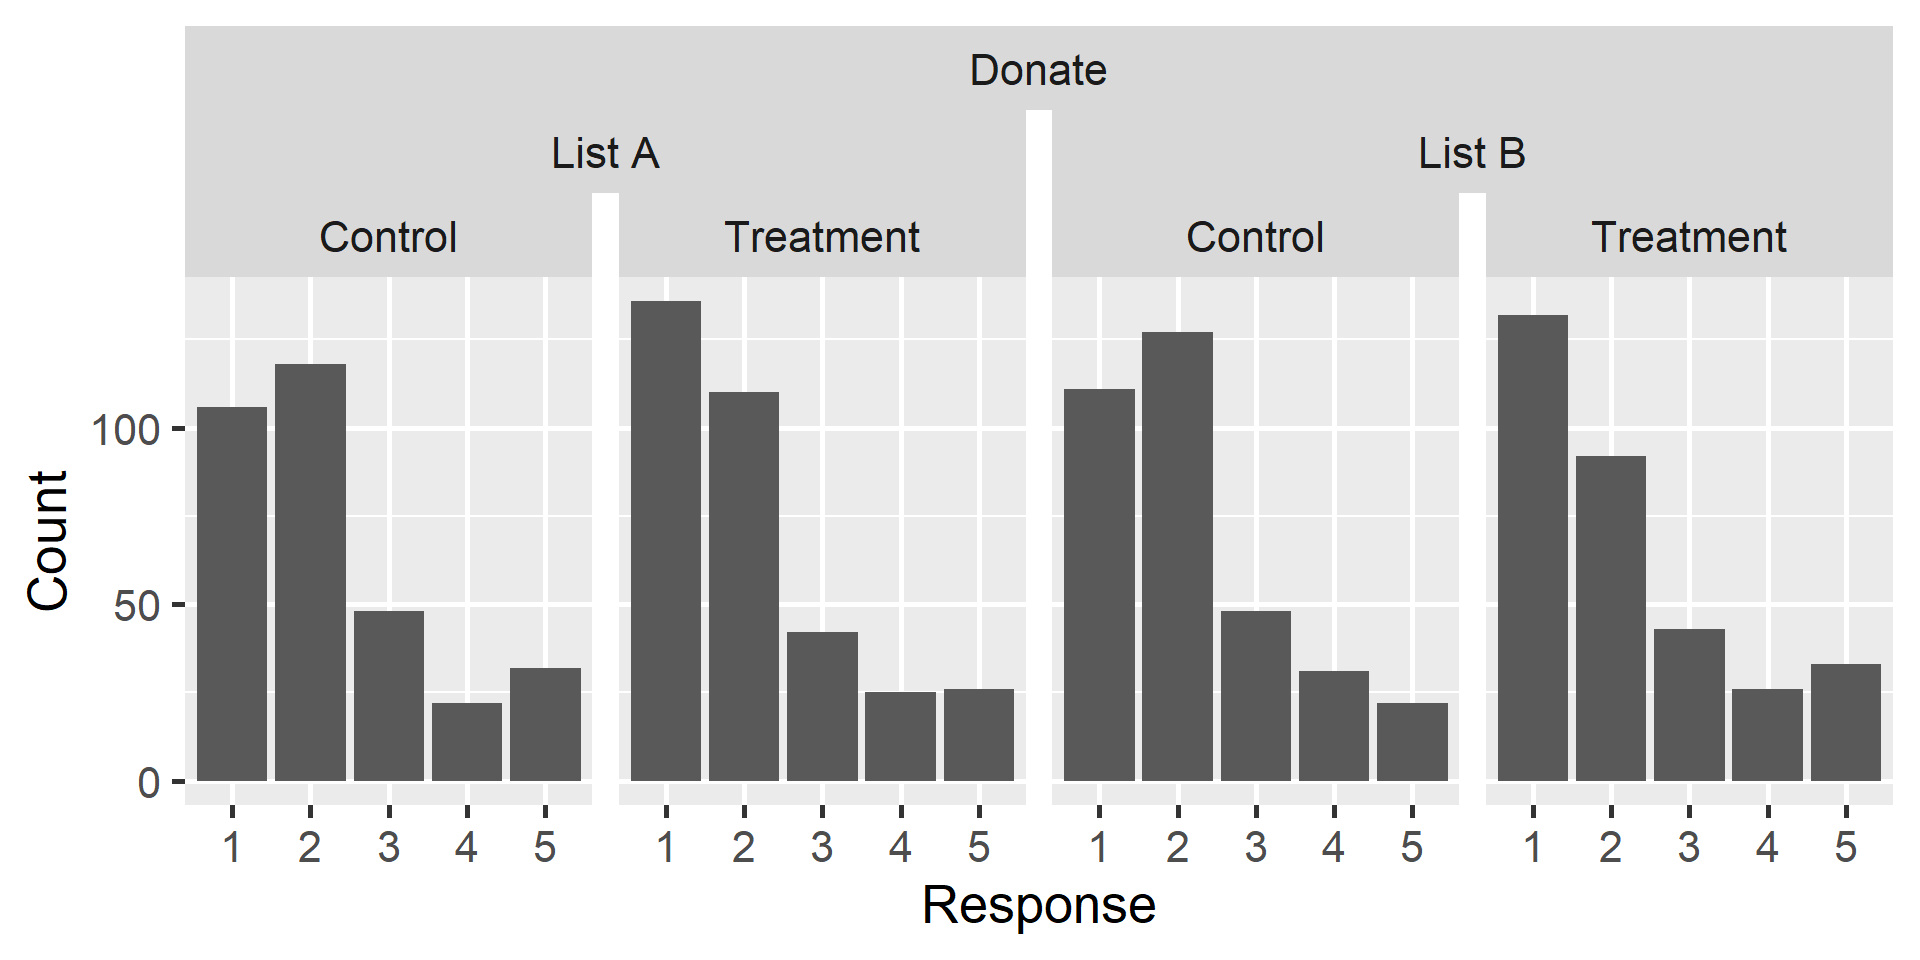 Donate
List A
List B
Control
Treatment
Control
Treatment
Count
100
50
0
1 2 3 4 5
1 2 3 4 5
1 2 3 4 5
1 2 3 4 5
Response